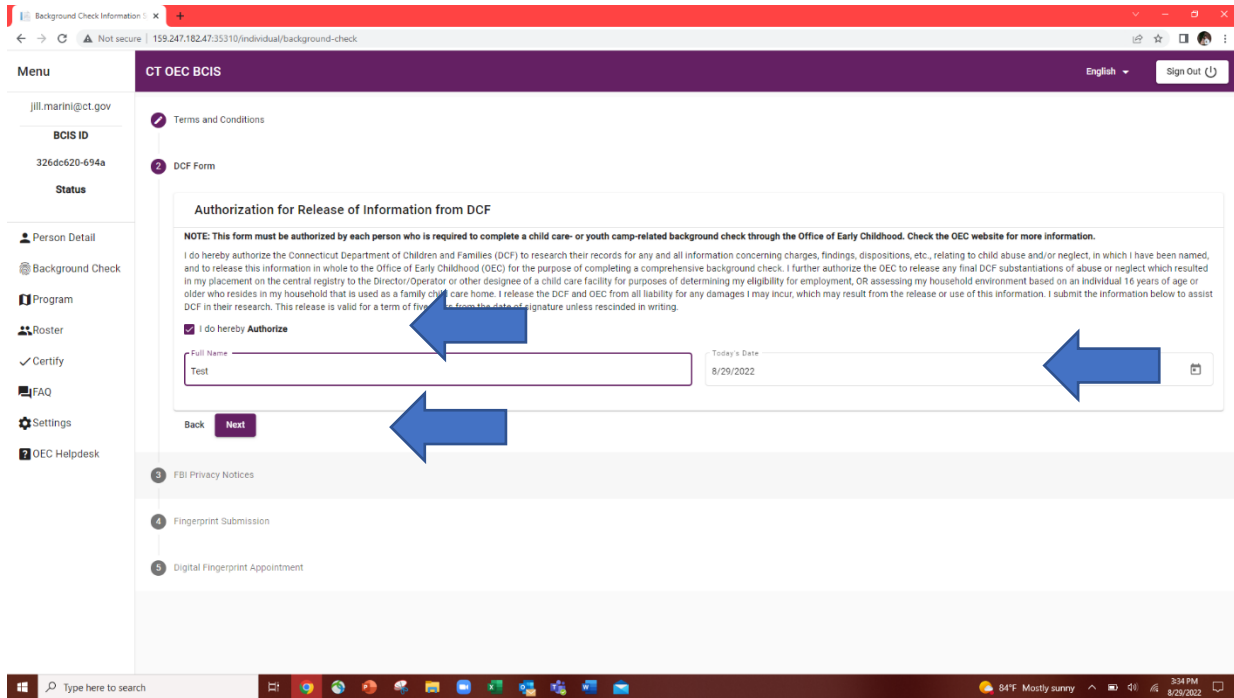 Background Check Information S
Not secure | 159.247.182.47:35310/individual/background-check
Menu
CT OEC BCIS
English
Sign Out
jill.marini@ct.gov
BCIS ID
326dc620-694a
Status
Person Detail
Background Check
Program
Roster
Certify
FAQ
Settings
OEC Helpdesk
Terms and Conditions
2 DCF Form
Authorization for Release of Information from DCF
NOTE: This form must be authorized by each person who is required to complete a child care- or youth camp-related background check through the Office of Early Childhood. Check the OEC website for more information.
I do hereby authorize the Connecticut Department of Children and Families (DCF) to research their records for any and all information concerning charges, findings, dispositions, etc., relating to child abuse and/or neglect, in which I have been named,
and to release this information in whole to the Office of Early Childhood (OEC) for the purpose of completing a comprehensive background check. I further authorize the OEC to release any final DCF substantiations of abuse or neglect which resulted
in my placement on the central registry to the Director/Operator or other designee of a child care facility for purposes of determining my eligibility for employment, OR assessing my household environment based on an individual 16 years of age or
older who resides in my household that is used as a family child care home. I release the DCF and OEC from all liability for any damages I may incur, which may result from the release or use of this information. I submit the information below to assist
DCF in their research. This release is valid for a term of five from the date of signature unless rescinded in writing.
I do hereby Authorize
Full Name
Test
Today's Date
8/29/2022
Back Next
3 FBI Privacy Notices
4 Fingerprint Submission
5 Digital Fingerprint Appointment
Type here to search
84°F Mostly sunny
3:34 PM
8/29/2022